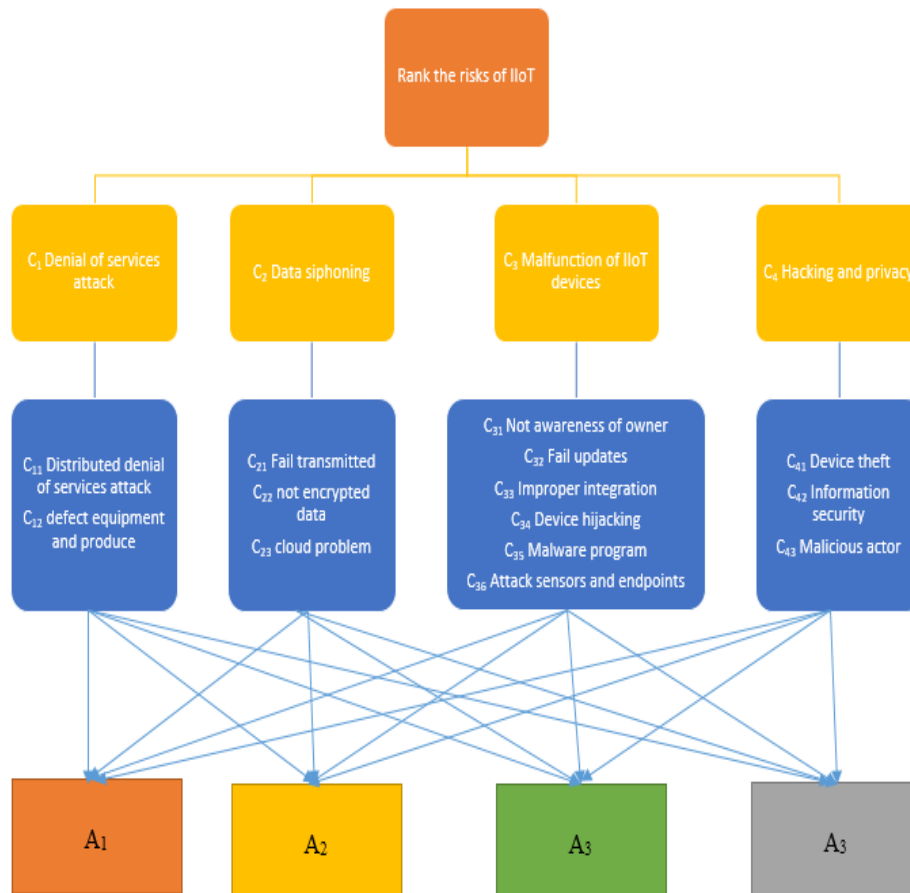 Rank the risks of IIoT
C₁ Denial of services
attack
C₂ Data siphoning
C₃ Malfunction of IIoT
devices
C₄ Hacking and privacy
C₁₁ Distributed denial
of services attack
C₁₂ defect equipment
and produce
C₂₁ Fail transmitted
C₂₂ not encrypted
data
C₂₃ cloud problem
C₃₁ Not awareness of owner
C₃₂ Fail updates
C₃₃ Improper integration
C₃₄ Device hijacking
C₃₅ Malware program
C₃₆ Attack sensors and endpoints
C₄₁ Device theft
C₄₂ Information
security
C₄₃ Malicious actor
A₁
A₂
A₃
A₃